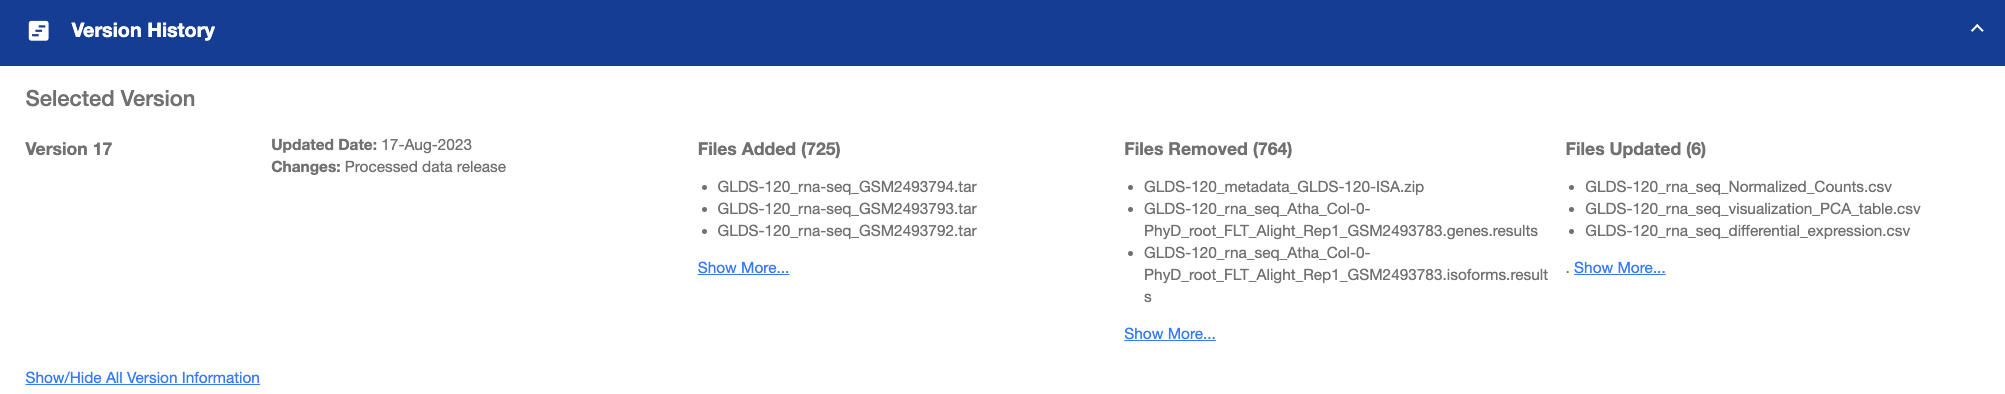 Version History
Selected Version
Version 17
Updated Date: 17-Aug-2023
Changes: Processed data release
Files Added (725)
• GLDS-120_rna-seq_GSM2493794.tar
• GLDS-120_rna-seq_GSM2493793.tar
• GLDS-120_rna-seq_GSM2493792.tar
Show More...
Files Removed (764)
• GLDS-120_metadata_GLDS-120-ISA.zip
• GLDS-120_rna_seq_Atha_Col-0-
PhyD_root_FLT_Alight_Rep1_GSM2493783.genes.results
• GLDS-120_rna_seq_Atha_Col-0-
PhyD_root_FLT_Alight_Rep1_GSM2493783.isoforms.result
s
Show More...
Files Updated (6)
• GLDS-120_rna_seq_Normalized_Counts.csv
• GLDS-120_rna_seq_visualization_PCA_table.csv
• GLDS-120_rna_seq_differential_expression.csv
. Show More...
Show/Hide All Version Information